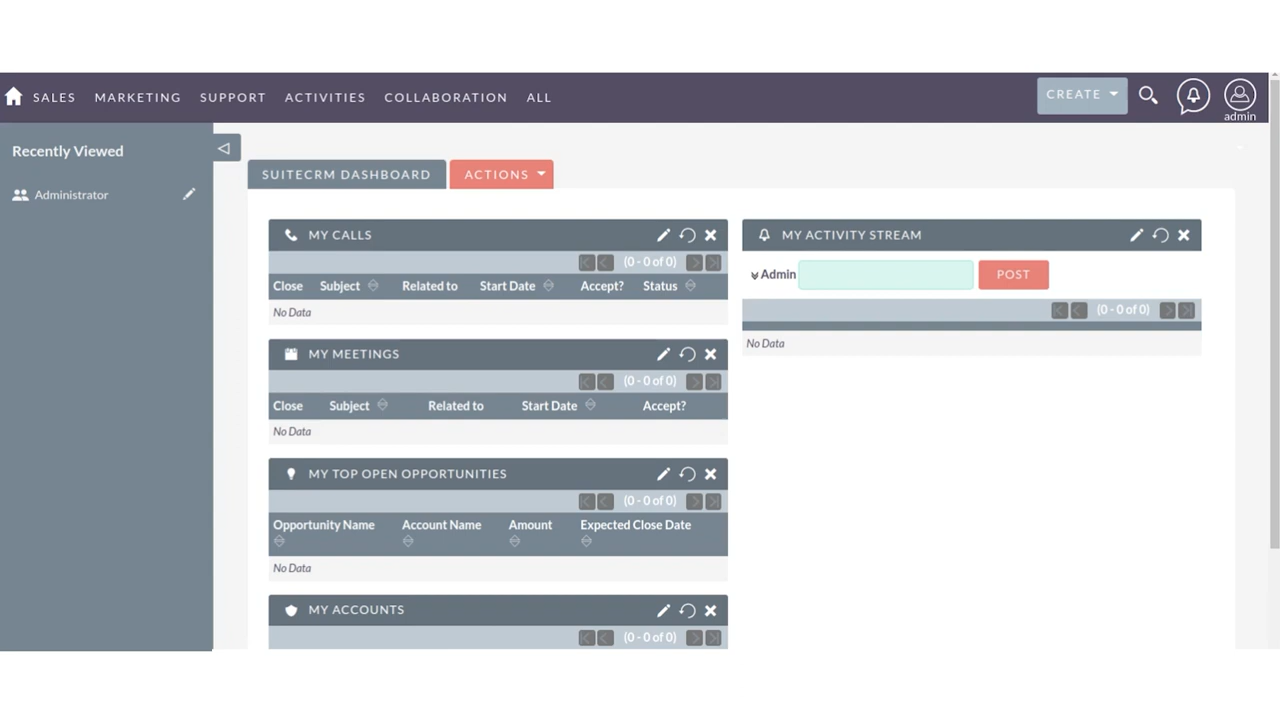 SALES MARKETING SUPPORT ACTIVITIES COLLABORATION ALL CREATE
admin
Recently Viewed
Administrator
SUITECRM DASHBOARD ACTIONS
MY CALLS
(0 - 0 of 0)
Close Subject Related to Start Date Accept? Status
No Data
MY MEETINGS
(0 - 0 of 0)
Close Subject Related to Start Date Accept?
No Data
MY TOP OPEN OPPORTUNITIES
(0 - 0 of 0)
Opportunity Name Account Name Amount Expected Close Date
No Data
MY ACCOUNTS
(0 - 0 of 0)
MY ACTIVITY STREAM
Admin POST
(0 - 0 of 0)
No Data